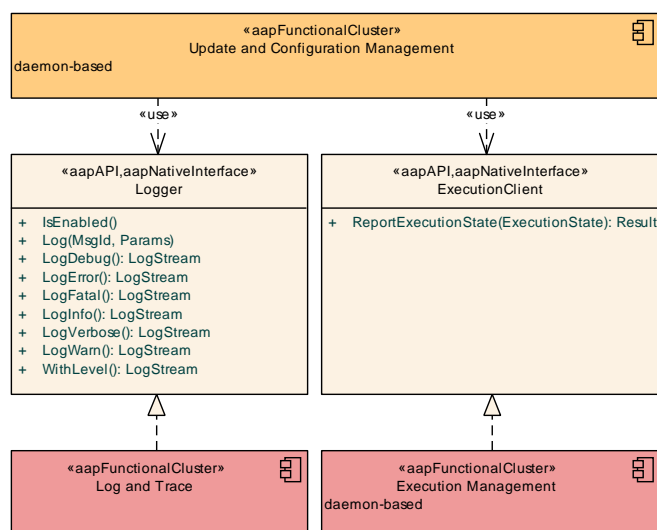 «aapFunctionalCluster»
Update and Configuration Management
daemon-based
«use»
«use»
«aapAPI,aapNativeInterface»
Logger
+ IsEnabled()
+ Log(MsgId, Params)
+ LogDebug(): LogStream
+ LogError(): LogStream
+ LogFatal(): LogStream
+ LogInfo(): LogStream
+ LogVerbose(): LogStream
+ LogWarn(): LogStream
+ WithLevel(): LogStream
«aapAPI,aapNativeInterface»
ExecutionClient
+ ReportExecutionState(ExecutionState): Result
«aapFunctionalCluster»
Log and Trace
«aapFunctionalCluster»
Execution Management
daemon-based